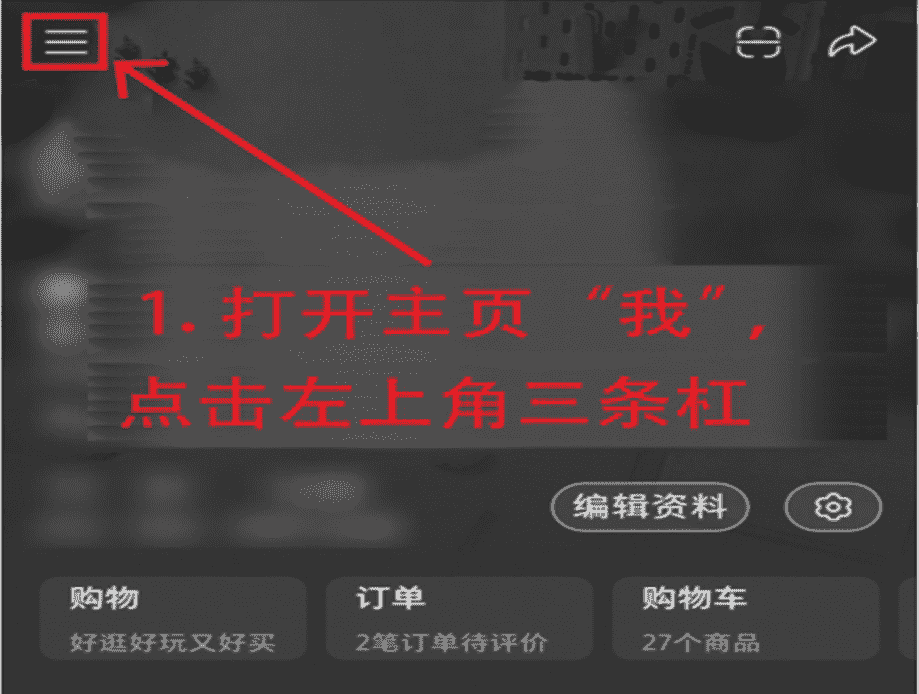 1. 打开主页 “我”,
点击左上角三条杠
编辑资料
购物
订单
购物车
好逛好玩又好买
2笔订单待评价
27个商品